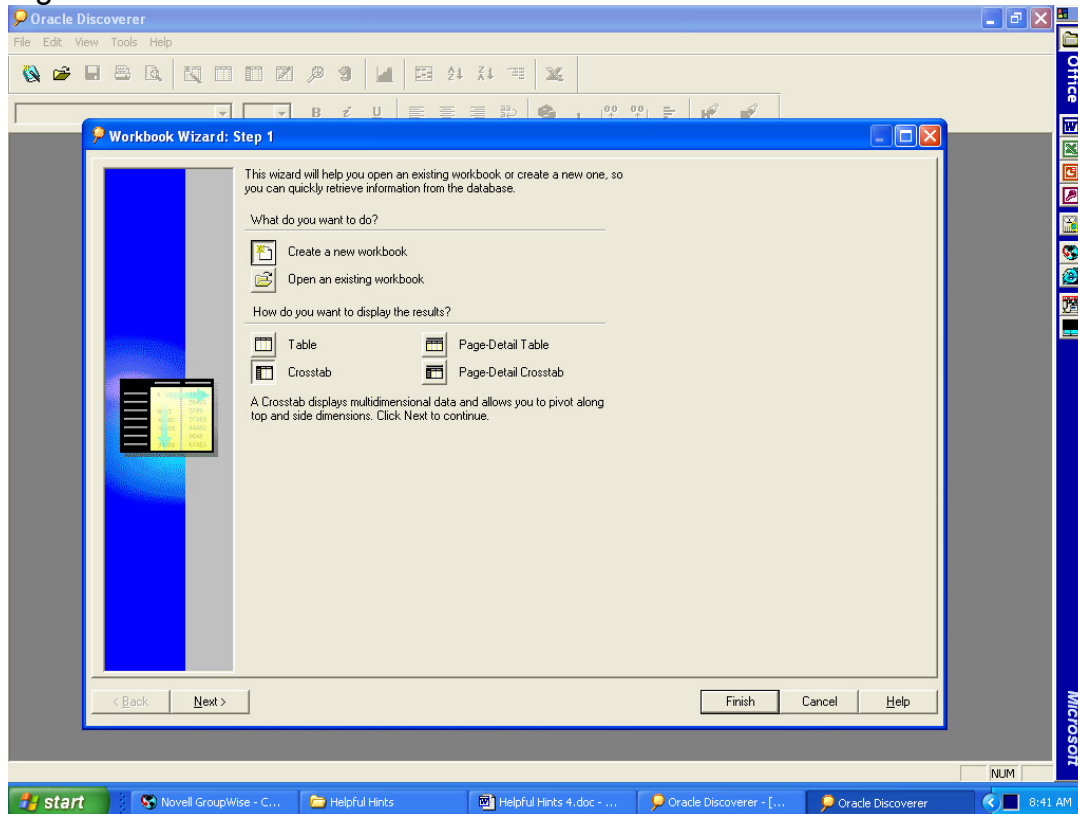 Oracle Discoverer
File Edit View Tools Help
Office
B i U
Workbook Wizard: Step 1
This wizard will help you open an existing workbook or create a new one, so
you can quickly retrieve information from the database.
What do you want to do?
Create a new workbook
Open an existing workbook
How do you want to display the results?
Table Page-Detail Table
Crosstab Page-Detail Crosstab
A Crosstab displays multidimensional data and allows you to pivot along
top and side dimensions. Click Next to continue.
< Back Next > Finish Cancel Help
Microsoft
NUM
start Novell GroupWise - C... Helpful Hints Helpful Hints 4.doc - ... Oracle Discoverer - [... Oracle Discoverer 8:41 AM